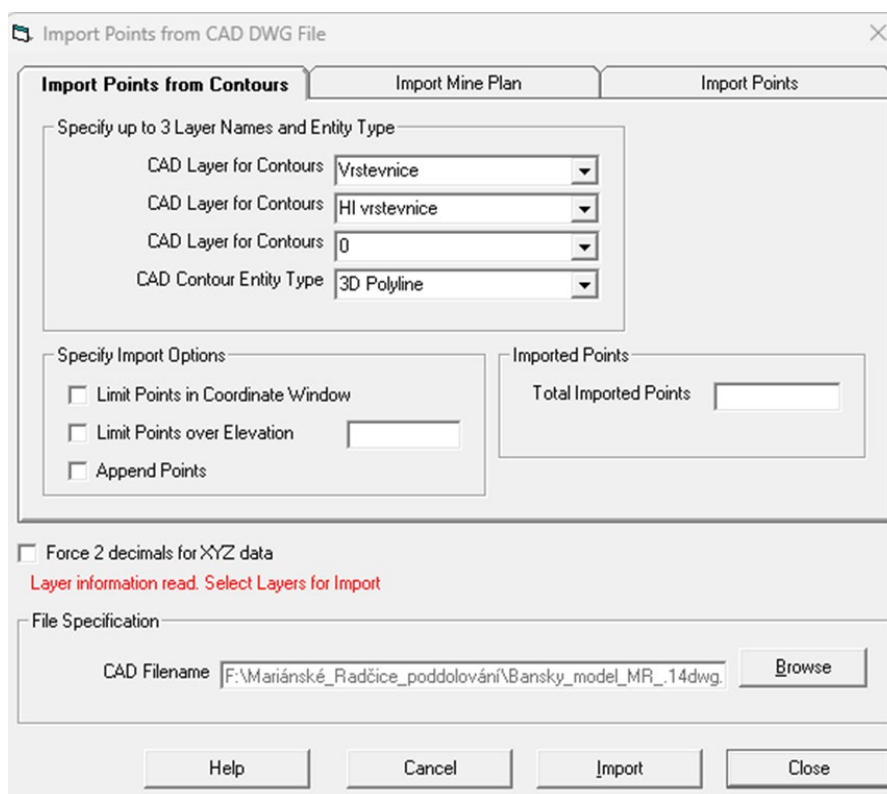 Import Points from CAD DWG File
Import Points from Contours
Import Mine Plan
Import Points
Specify up to 3 Layer Names and Entity Type
CAD Layer for Contours Vrstevnice
CAD Layer for Contours Hl vrstevnice
CAD Layer for Contours 0
CAD Contour Entity Type 3D Polyline
Specify Import Options
Limit Points in Coordinate Window
Limit Points over Elevation
Append Points
Imported Points
Total Imported Points
Force 2 decimals for XYZ data
Layer information read. Select Layers for Import
File Specification
CAD Filename F:\Mariánské_Radčice_poddolování\Bansky_model_MR_.14dwg.
Browse
Help Cancel Import Close